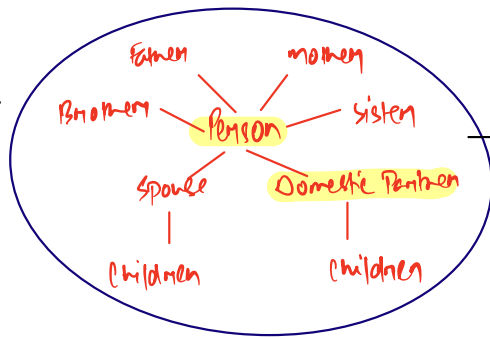 Father
Mother
Brother
Person
Sister
Spouse
Domestic Partner
Children
Children